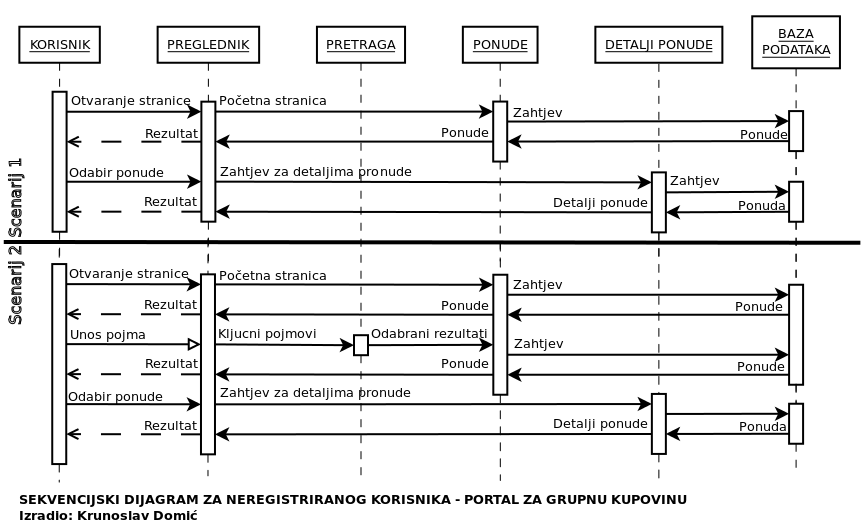 KORISNIK
PREGLEDNIK
PRETRAGA
PONUDE
DETALJI PONUDE
BAZA
PODATAKA
Scenarij 1
Otvaranje stranice
Početna stranica
Zahtjev
Rezultat
Ponude
Ponude
Odabir ponude
Zahtjev za detaljima pronude
Zahtjev
Rezultat
Detalji ponude
Ponuda
Scenarij 2
Otvaranje stranice
Početna stranica
Zahtjev
Rezultat
Ponude
Ponude
Unos pojma
Kljucni pojmovi
Odabrani rezultati
Zahtjev
Rezultat
Ponude
Ponude
Odabir ponude
Zahtjev za detaljima pronude
Rezultat
Detalji ponude
Ponuda
SEKVENCIJSKI DIJAGRAM ZA NEREGISTRIRANOG KORISNIKA - PORTAL ZA GRUPNU KUPOVINU
Izradio: Krunoslav Domić